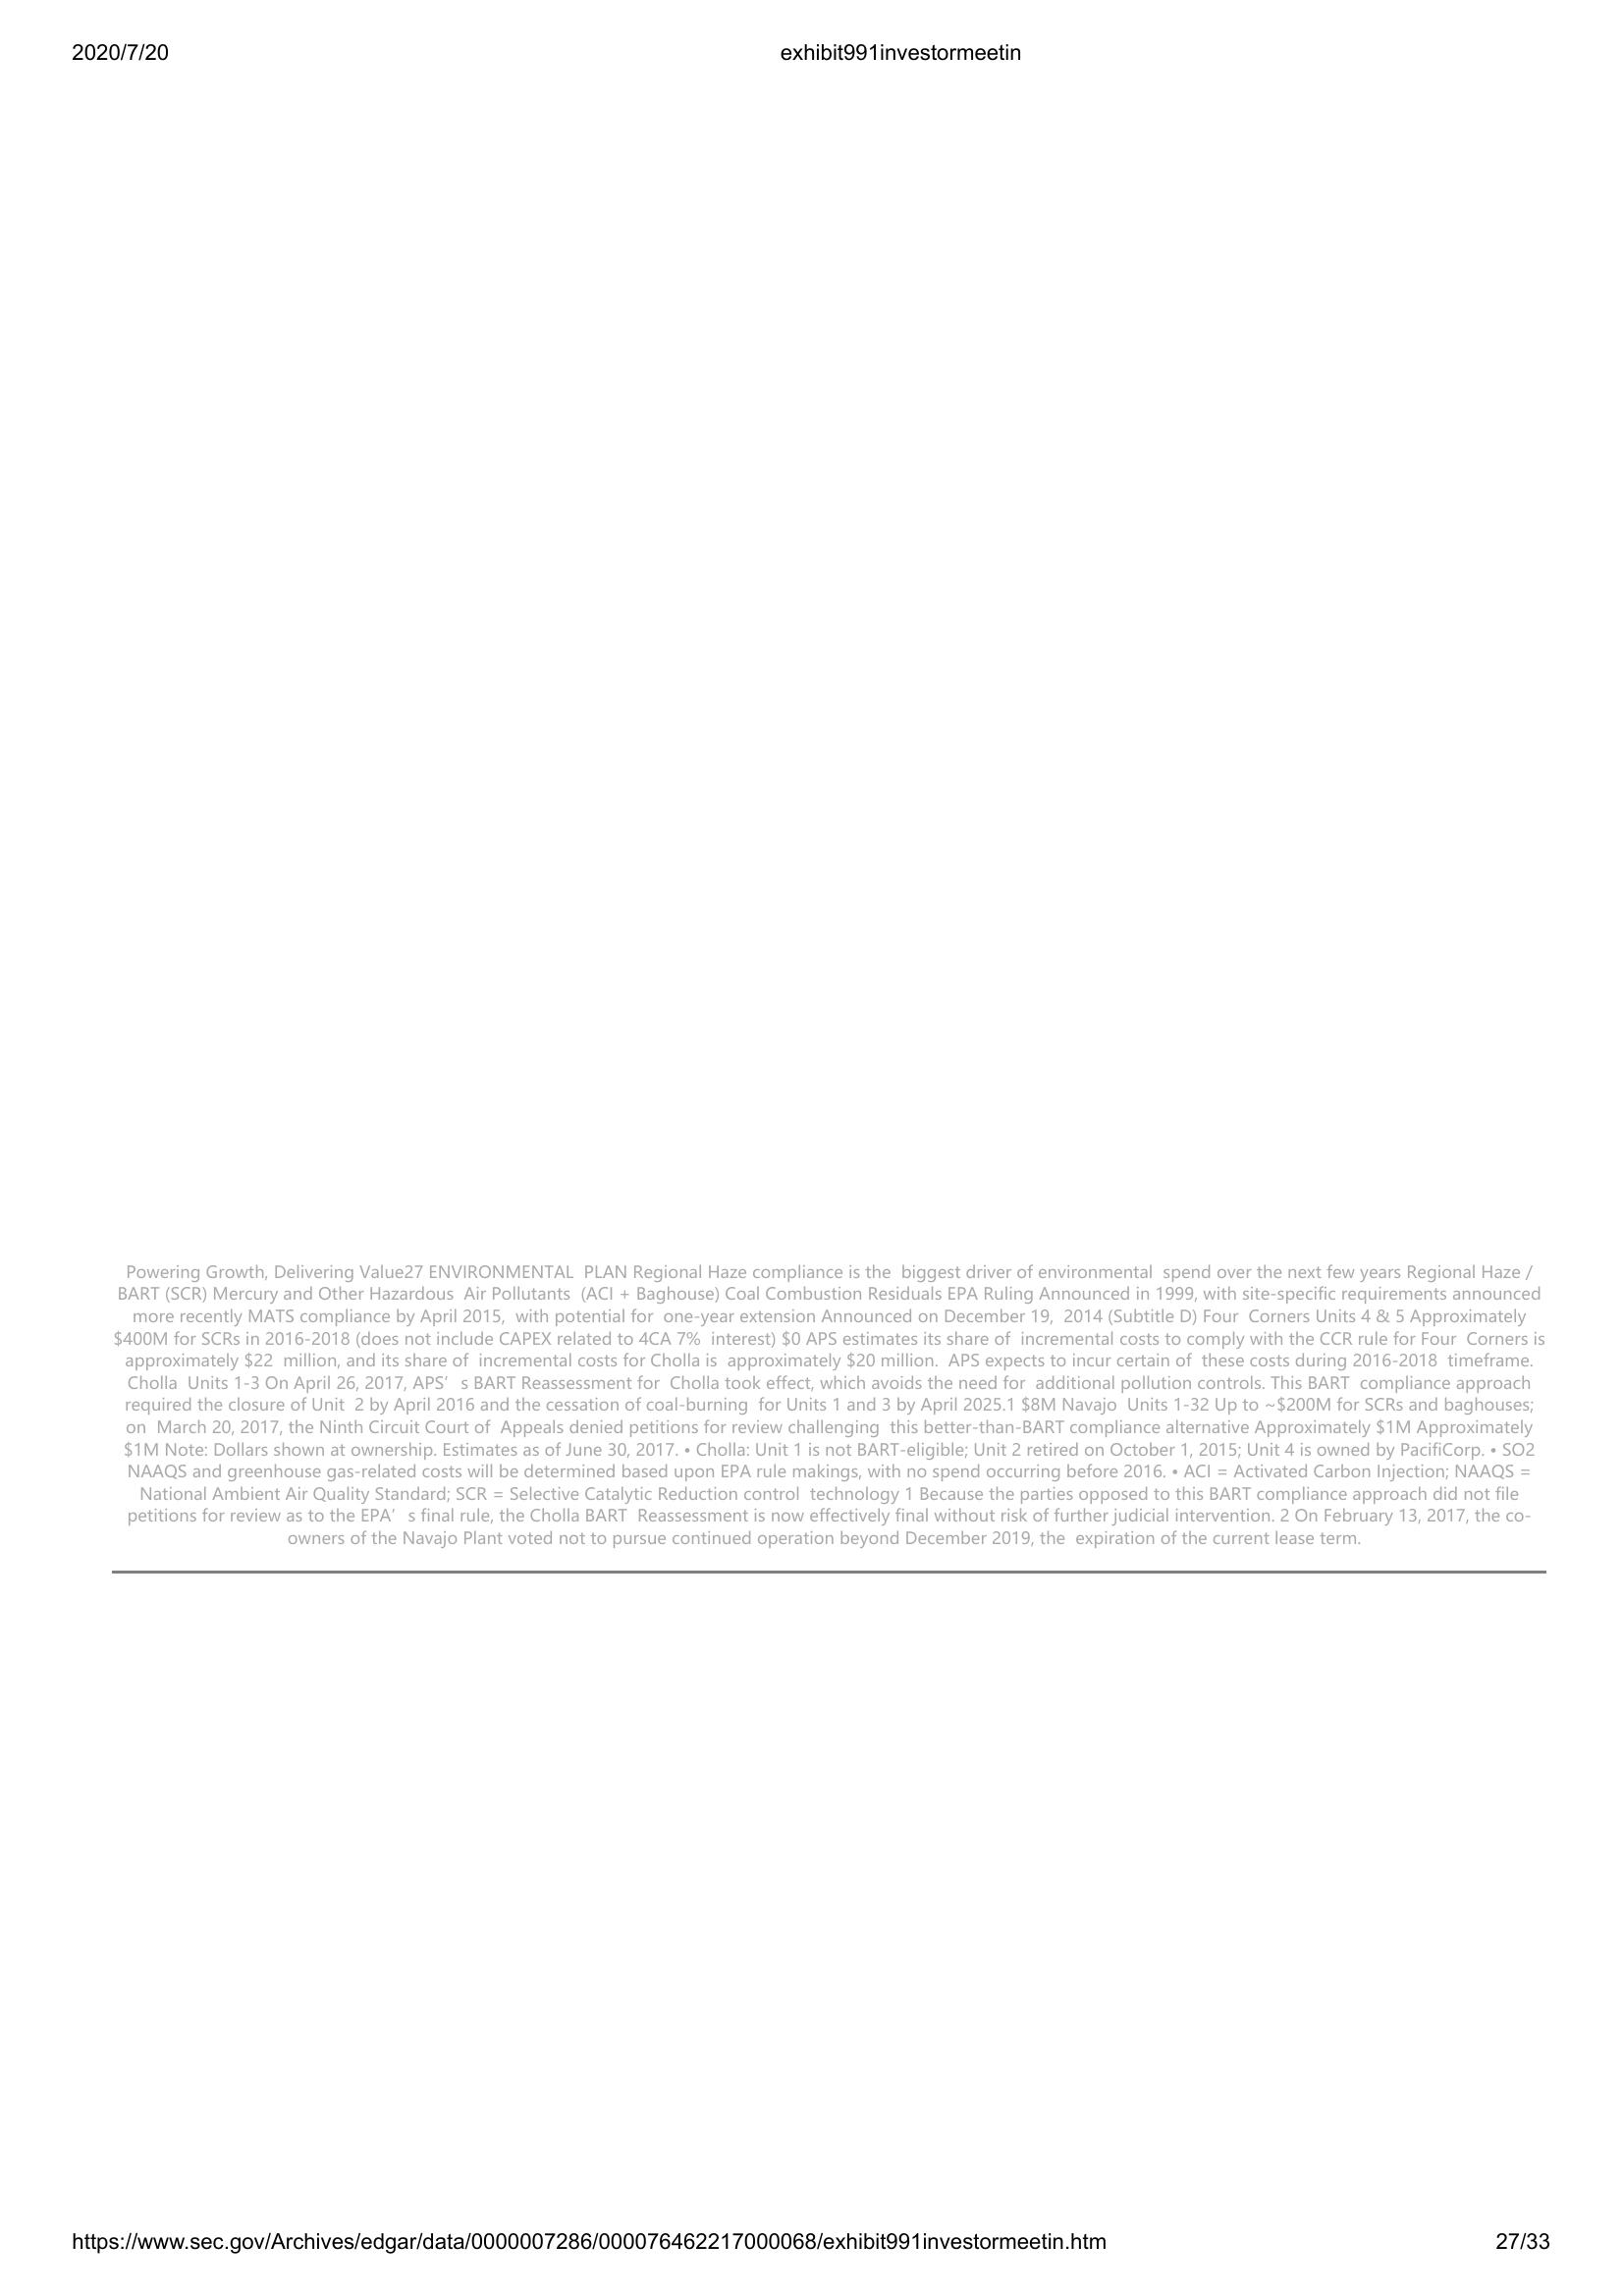 2020/7/20 exhibit991investormeetin
Powering Growth, Delivering Value27 ENVIRONMENTAL PLAN Regional Haze compliance is the biggest driver of environmental spend over the next few years Regional Haze /
BART (SCR) Mercury and Other Hazardous Air Pollutants (ACI + Baghouse) Coal Combustion Residuals EPA Ruling Announced in 1999, with site-specific requirements announced
more recently MATS compliance by April 2015, with potential for one-year extension Announced on December 19, 2014 (Subtitle D) Four Corners Units 4 & 5 Approximately
$400M for SCRs in 2016-2018 (does not include CAPEX related to 4CA 7% interest) $0 APS estimates its share of incremental costs to comply with the CCR rule for Four Corners is
approximately $22 million, and its share of incremental costs for Cholla is approximately $20 million. APS expects to incur certain of these costs during 2016-2018 timeframe.
Cholla Units 1-3 On April 26, 2017, APS’ s BART Reassessment for Cholla took effect, which avoids the need for additional pollution controls. This BART compliance approach
required the closure of Unit 2 by April 2016 and the cessation of coal-burning for Units 1 and 3 by April 2025.1 $8M Navajo Units 1-32 Up to ~$200M for SCRs and baghouses;
on March 20, 2017, the Ninth Circuit Court of Appeals denied petitions for review challenging this better-than-BART compliance alternative Approximately $1M Approximately
$1M Note: Dollars shown at ownership. Estimates as of June 30, 2017. • Cholla: Unit 1 is not BART-eligible; Unit 2 retired on October 1, 2015; Unit 4 is owned by PacifiCorp. • SO2
NAAQS and greenhouse gas-related costs will be determined based upon EPA rule makings, with no spend occurring before 2016. • ACI = Activated Carbon Injection; NAAQS =
National Ambient Air Quality Standard; SCR = Selective Catalytic Reduction control technology 1 Because the parties opposed to this BART compliance approach did not file
petitions for review as to the EPA’ s final rule, the Cholla BART Reassessment is now effectively final without risk of further judicial intervention. 2 On February 13, 2017, the co-
owners of the Navajo Plant voted not to pursue continued operation beyond December 2019, the expiration of the current lease term.
https://www.sec.gov/Archives/edgar/data/0000007286/000076462217000068/exhibit991investormeetin.htm 27/33